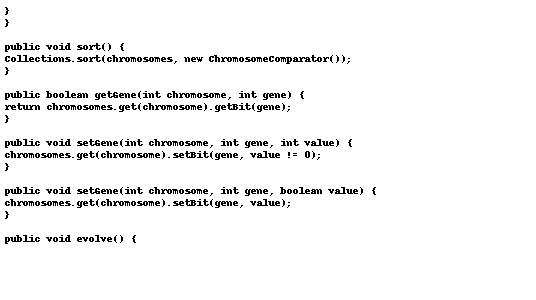 }
}
public void sort() {
Collections.sort(chromosomes, new ChromosomeComparator());
}
public boolean getGene(int chromosome, int gene) {
return chromosomes.get(chromosome).getBit(gene);
}
public void setGene(int chromosome, int gene, int value) {
chromosomes.get(chromosome).setBit(gene, value != 0);
}
public void setGene(int chromosome, int gene, boolean value) {
chromosomes.get(chromosome).setBit(gene, value);
}
public void evolve() {